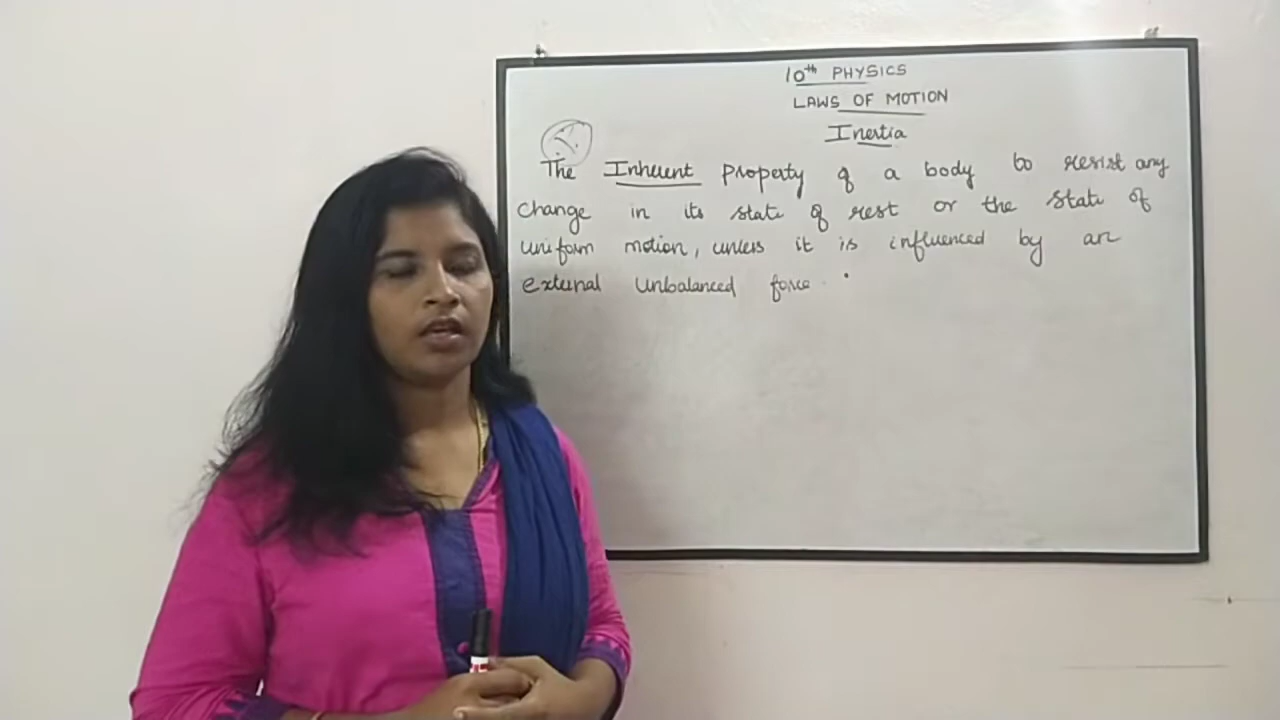 10th PHYSICS
LAWS OF MOTION
Inertia
The Inherent property of a body to resist any
change in its state of rest or the state of
uniform motion, unless it is influenced by an
external unbalanced force.